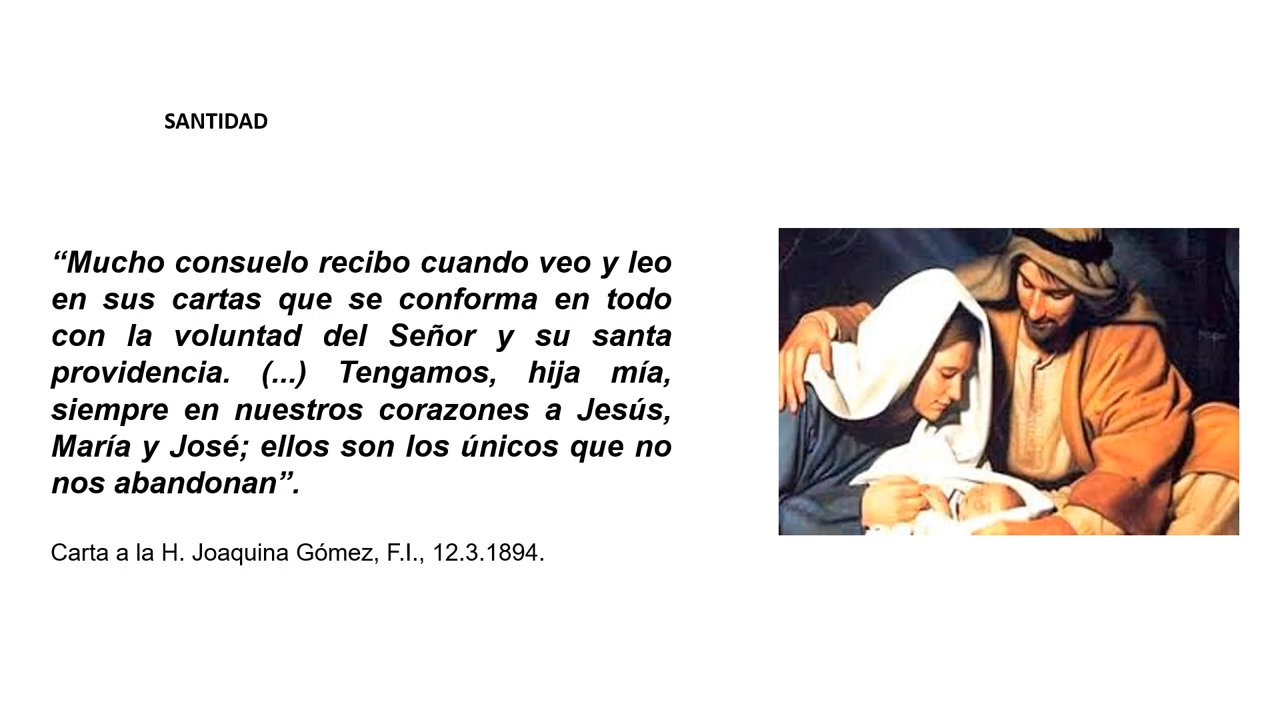 SANTIDAD
“Mucho consuelo recibo cuando veo y leo
en sus cartas que se conforma en todo
con la voluntad del Señor y su santa
providencia. (...) Tengamos, hija mía,
siempre en nuestros corazones a Jesús,
María y José; ellos son los únicos que no
nos abandonan”.
Carta a la H. Joaquina Gómez, F.I., 12.3.1894.